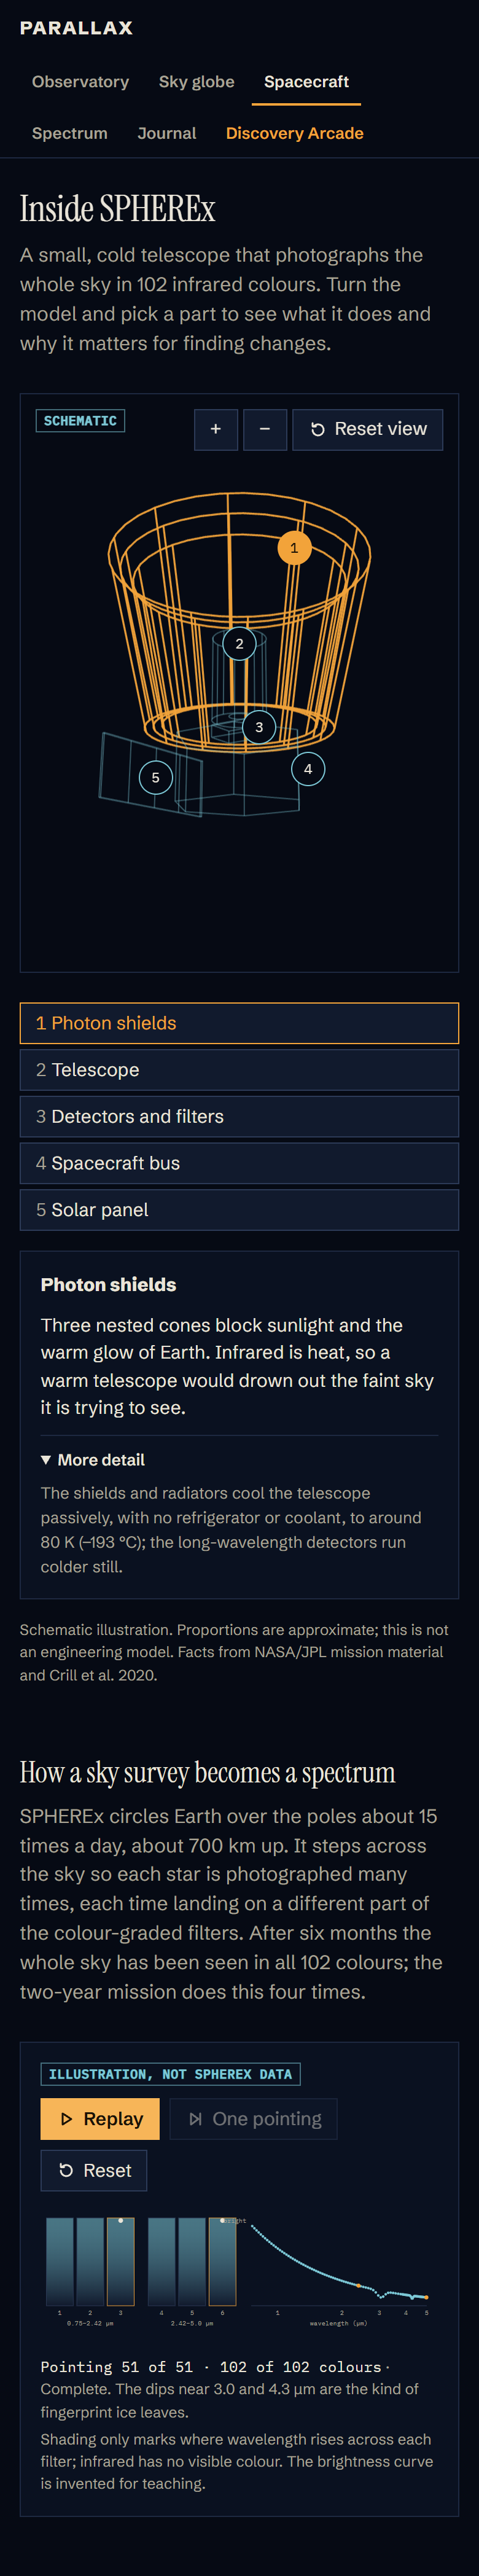 PARALLAX
Observatory Sky globe Spacecraft
Spectrum Journal Discovery Arcade
Inside SPHEREx
A small, cold telescope that photographs the
whole sky in 102 infrared colours. Turn the
model and pick a part to see what it does and
why it matters for finding changes.
SCHEMATIC + − Reset view
1
2
3
4
5
1 Photon shields
2 Telescope
3 Detectors and filters
4 Spacecraft bus
5 Solar panel
Photon shields
Three nested cones block sunlight and the
warm glow of Earth. Infrared is heat, so a
warm telescope would drown out the faint sky
it is trying to see.
▼ More detail
The shields and radiators cool the telescope
passively, with no refrigerator or coolant, to around
80 K (−193 °C); the long-wavelength detectors run
colder still.
Schematic illustration. Proportions are approximate; this is not
an engineering model. Facts from NASA/JPL mission material
and Crill et al. 2020.
How a sky survey becomes a spectrum
SPHEREx circles Earth over the poles about 15
times a day, about 700 km up. It steps across
the sky so each star is photographed many
times, each time landing on a different part of
the colour-graded filters. After six months the
whole sky has been seen in all 102 colours; the
two-year mission does this four times.
ILLUSTRATION, NOT SPHEREX DATA
Replay One pointing
Reset
1 2 3 4 5 6 1 2 3 4 5
0.75–2.42 µm 2.42–5.0 µm wavelength (µm)
Pointing 51 of 51 · 102 of 102 colours ·
Complete. The dips near 3.0 and 4.3 µm are the kind of
fingerprint ice leaves.
Shading only marks where wavelength rises across each
filter; infrared has no visible colour. The brightness curve
is invented for teaching.